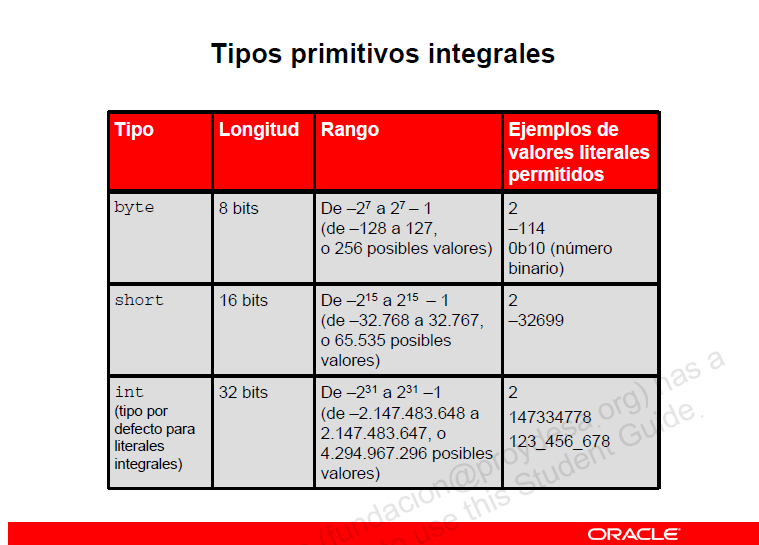 Tipos primitivos integrales
Tipo
Longitud
Rango
Ejemplos de
valores literales
permitidos
byte
8 bits
De –2⁷ a 2⁷ – 1
(de –128 a 127,
o 256 posibles valores)
2
–114
0b10 (número
binario)
short
16 bits
De –2¹⁵ a 2¹⁵ – 1
(de –32.768 a 32.767,
o 65.535 posibles
valores)
2
–32699
int
(tipo por
defecto para
literales
integrales)
32 bits
De –2³¹ a 2³¹ –1
(de –2.147.483.648 a
2.147.483.647, o
4.294.967.296 posibles
valores)
2
147334778
123_456_678
(fundacion@proydesa.org) has a
to use this Student Guide.
ORACLE